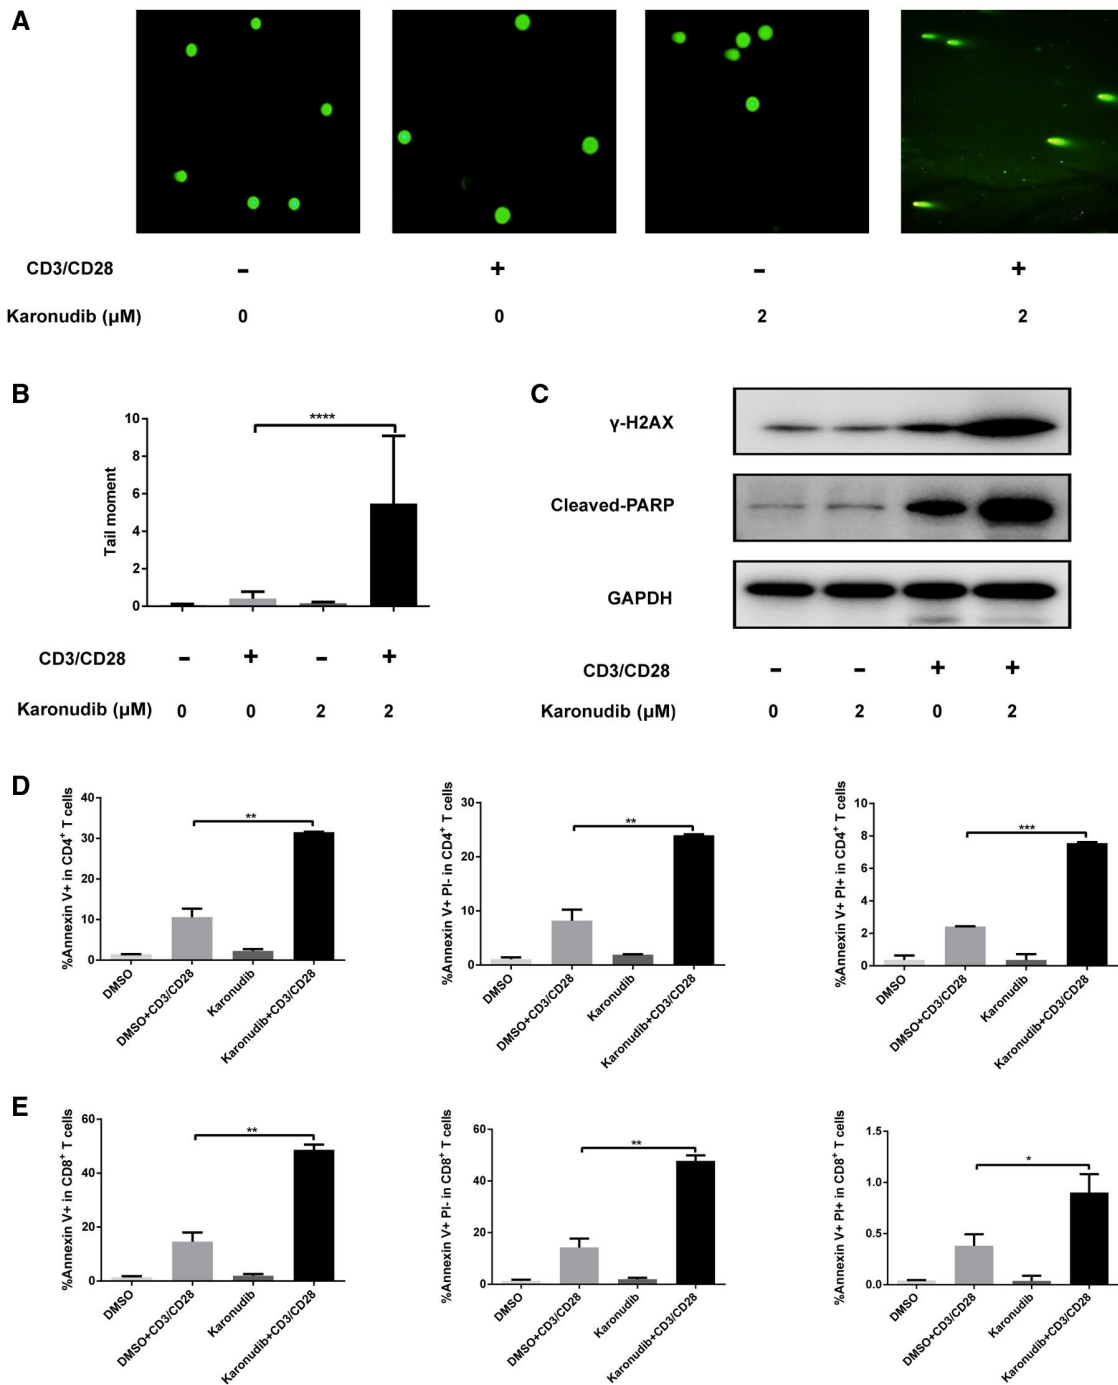 A
CD3/CD28 - + - +
Karonudib (µM) 0 0 2 2
B
Tail moment
10
8
6
4
2
0
****
CD3/CD28 - + - +
Karonudib (µM) 0 0 2 2
C
γ-H2AX
Cleaved-PARP
GAPDH
CD3/CD28 - - + +
Karonudib (µM) 0 2 0 2
D
%Annexin V+ in CD4+ T cells
40
30
20
10
0
**
DMSO
DMSO+CD3/CD28
Karonudib
Karonudib+CD3/CD28
%Annexin V+ PI- in CD4+ T cells
30
20
10
0
**
DMSO
DMSO+CD3/CD28
Karonudib
Karonudib+CD3/CD28
%Annexin V+ PI+ in CD4+ T cells
10
8
6
4
2
0
***
DMSO
DMSO+CD3/CD28
Karonudib
Karonudib+CD3/CD28
E
%Annexin V+ in CD8+ T cells
60
40
20
0
**
DMSO
DMSO+CD3/CD28
Karonudib
Karonudib+CD3/CD28
%Annexin V+ PI- in CD8+ T cells
60
40
20
0
**
DMSO
DMSO+CD3/CD28
Karonudib
Karonudib+CD3/CD28
%Annexin V+ PI+ in CD8+ T cells
1.5
1.0
0.5
0.0
*
DMSO
DMSO+CD3/CD28
Karonudib
Karonudib+CD3/CD28